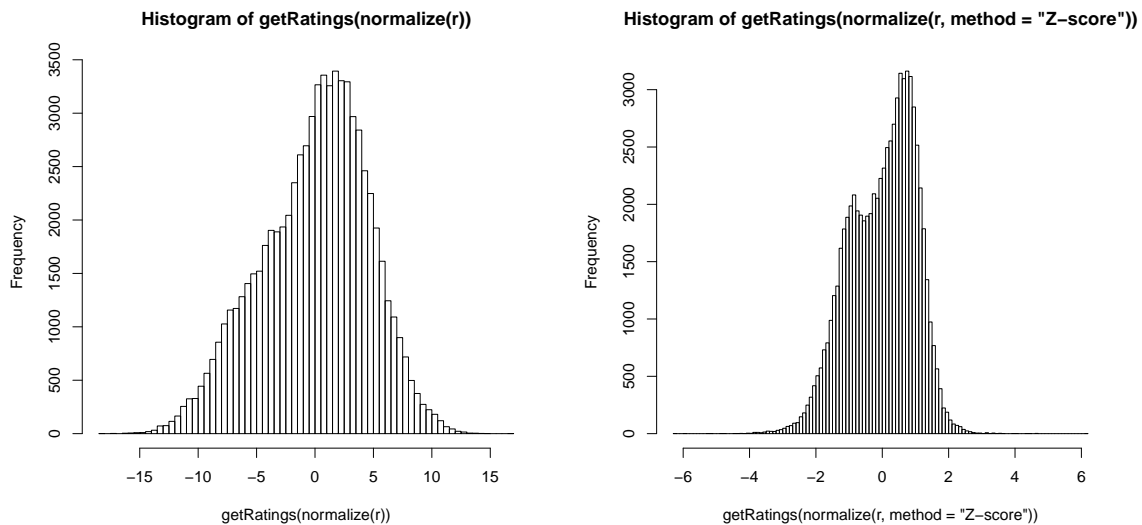 Histogram of getRatings(normalize(r))
Frequency
3500
3000
2500
2000
1500
1000
500
0
−15 −10 −5 0 5 10 15
getRatings(normalize(r))
Histogram of getRatings(normalize(r, method = "Z−score"))
Frequency
3000
2500
2000
1500
1000
500
0
−6 −4 −2 0 2 4 6
getRatings(normalize(r, method = "Z−score"))